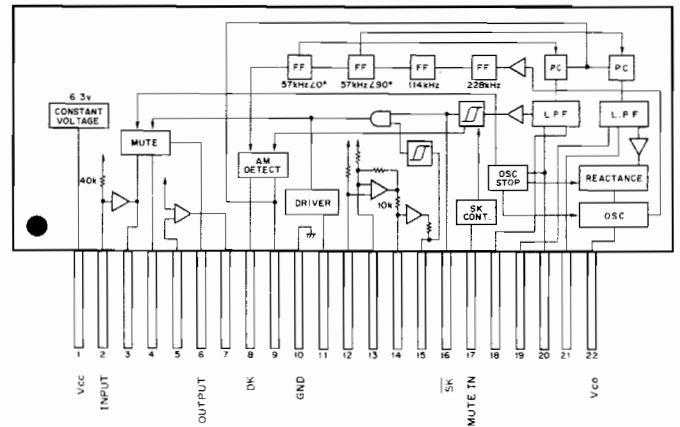 FF FF FF FF PC PC
57kHz∠0° 57kHz∠90° 114kHz 228kHz
6.3v
CONSTANT
VOLTAGE
MUTE
40k
AM
DETECT
DRIVER
10k
L P F
L.P F
OSC
STOP
REACTANCE
SK
CONT.
OSC
1 2 3 4 5 6 7 8 9 10 11 12 13 14 15 16 17 18 19 20 21 22
Vcc
INPUT
OUTPUT
DK
GND
SK
MUTE IN
Vco